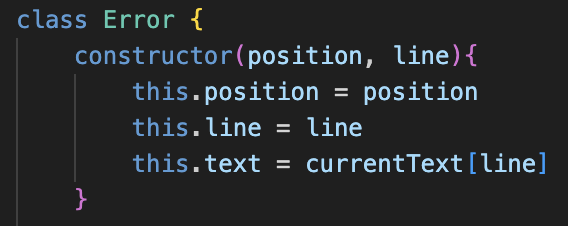 class Error {
    constructor(position, line){
        this.position = position
        this.line = line
        this.text = currentText[line]
    }